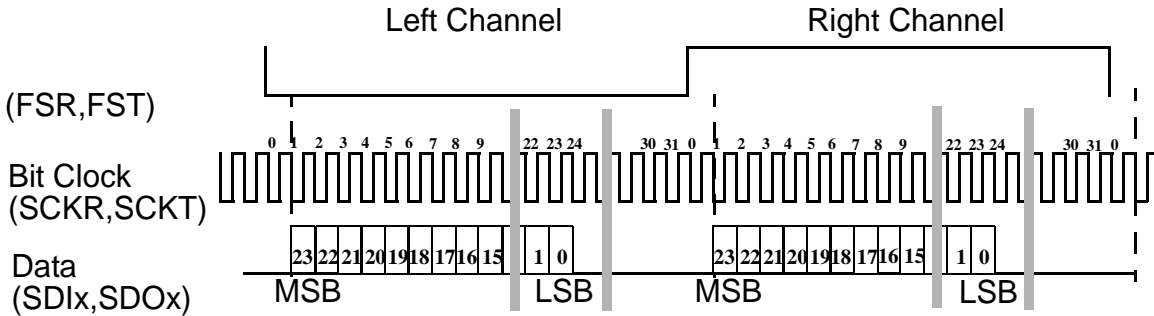 Left Channel Right Channel
(FSR,FST)
0 1 2 3 4 5 6 7 8 9 22 23 24 30 31 0 1 2 3 4 5 6 7 8 9 22 23 24 30 31 0
Bit Clock
(SCKR,SCKT)
23 22 21 20 19 18 17 16 15 1 0 23 22 21 20 19 18 17 16 15 1 0
Data
(SDIx,SDOx)
MSB LSB MSB LSB